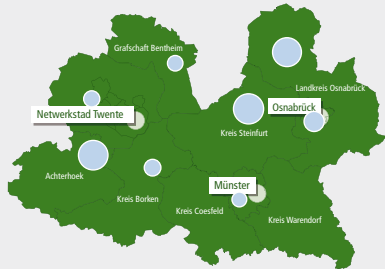 Grafschaft Bentheim
Landkreis Osnabrück
Osnabrück
Netwerkstad Twente
Kreis Steinfurt
Achterhoek
Münster
Kreis Borken
Kreis Coesfeld
Kreis Warendorf